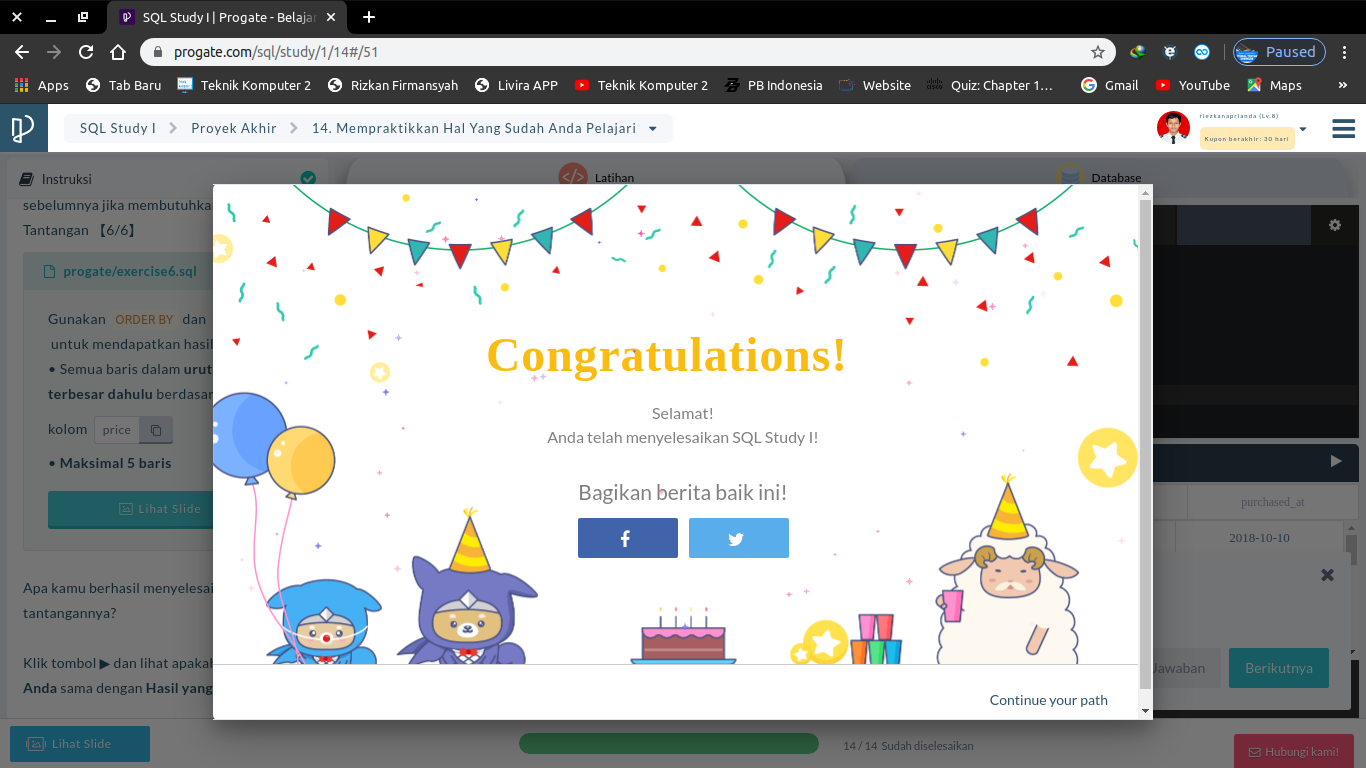 SQL Study I | Progate - Belajar
progate.com/sql/study/1/14#/51
Paused
Apps
Tab Baru
Teknik Komputer 2
Rizkan Firmansyah
Livira APP
Teknik Komputer 2
PB Indonesia
Website
Quiz: Chapter 1…
Gmail
YouTube
Maps
»
SQL Study I
Proyek Akhir
14. Mempraktikkan Hal Yang Sudah Anda Pelajari
riezkanaprianda (Lv.8)
Kupon berakhir: 30 hari
Instruksi
Latihan
Database
sebelumnya jika membutuhka
Tantangan 【6/6】
progate/exercise6.sql
Gunakan ORDER BY dan
untuk mendapatkan hasil
• Semua baris dalam urut
terbesar dahulu berdasar
kolom price
• Maksimal 5 baris
Lihat Slide
Apa kamu berhasil menyelesai
tantangannya?
Klik tombol ▶ dan lihat apakah
Anda sama dengan Hasil yang
Congratulations!
Selamat!
Anda telah menyelesaikan SQL Study I!
Bagikan berita baik ini!
Continue your path
purchased_at
2018-10-10
Jawaban
Berikutnya
Lihat Slide
14 / 14 Sudah diselesaikan
Hubungi kami!